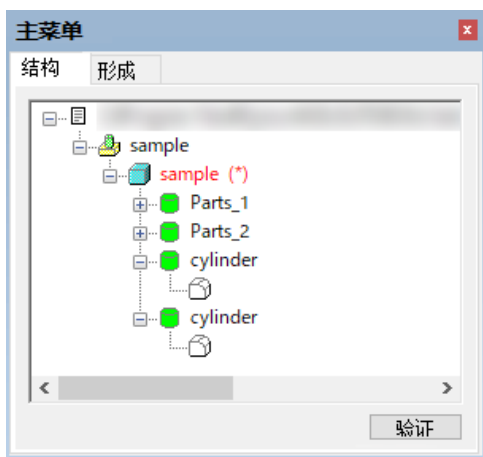 主菜单
结构 形成
sample
sample (*)
Parts_1
Parts_2
cylinder
cylinder
验证